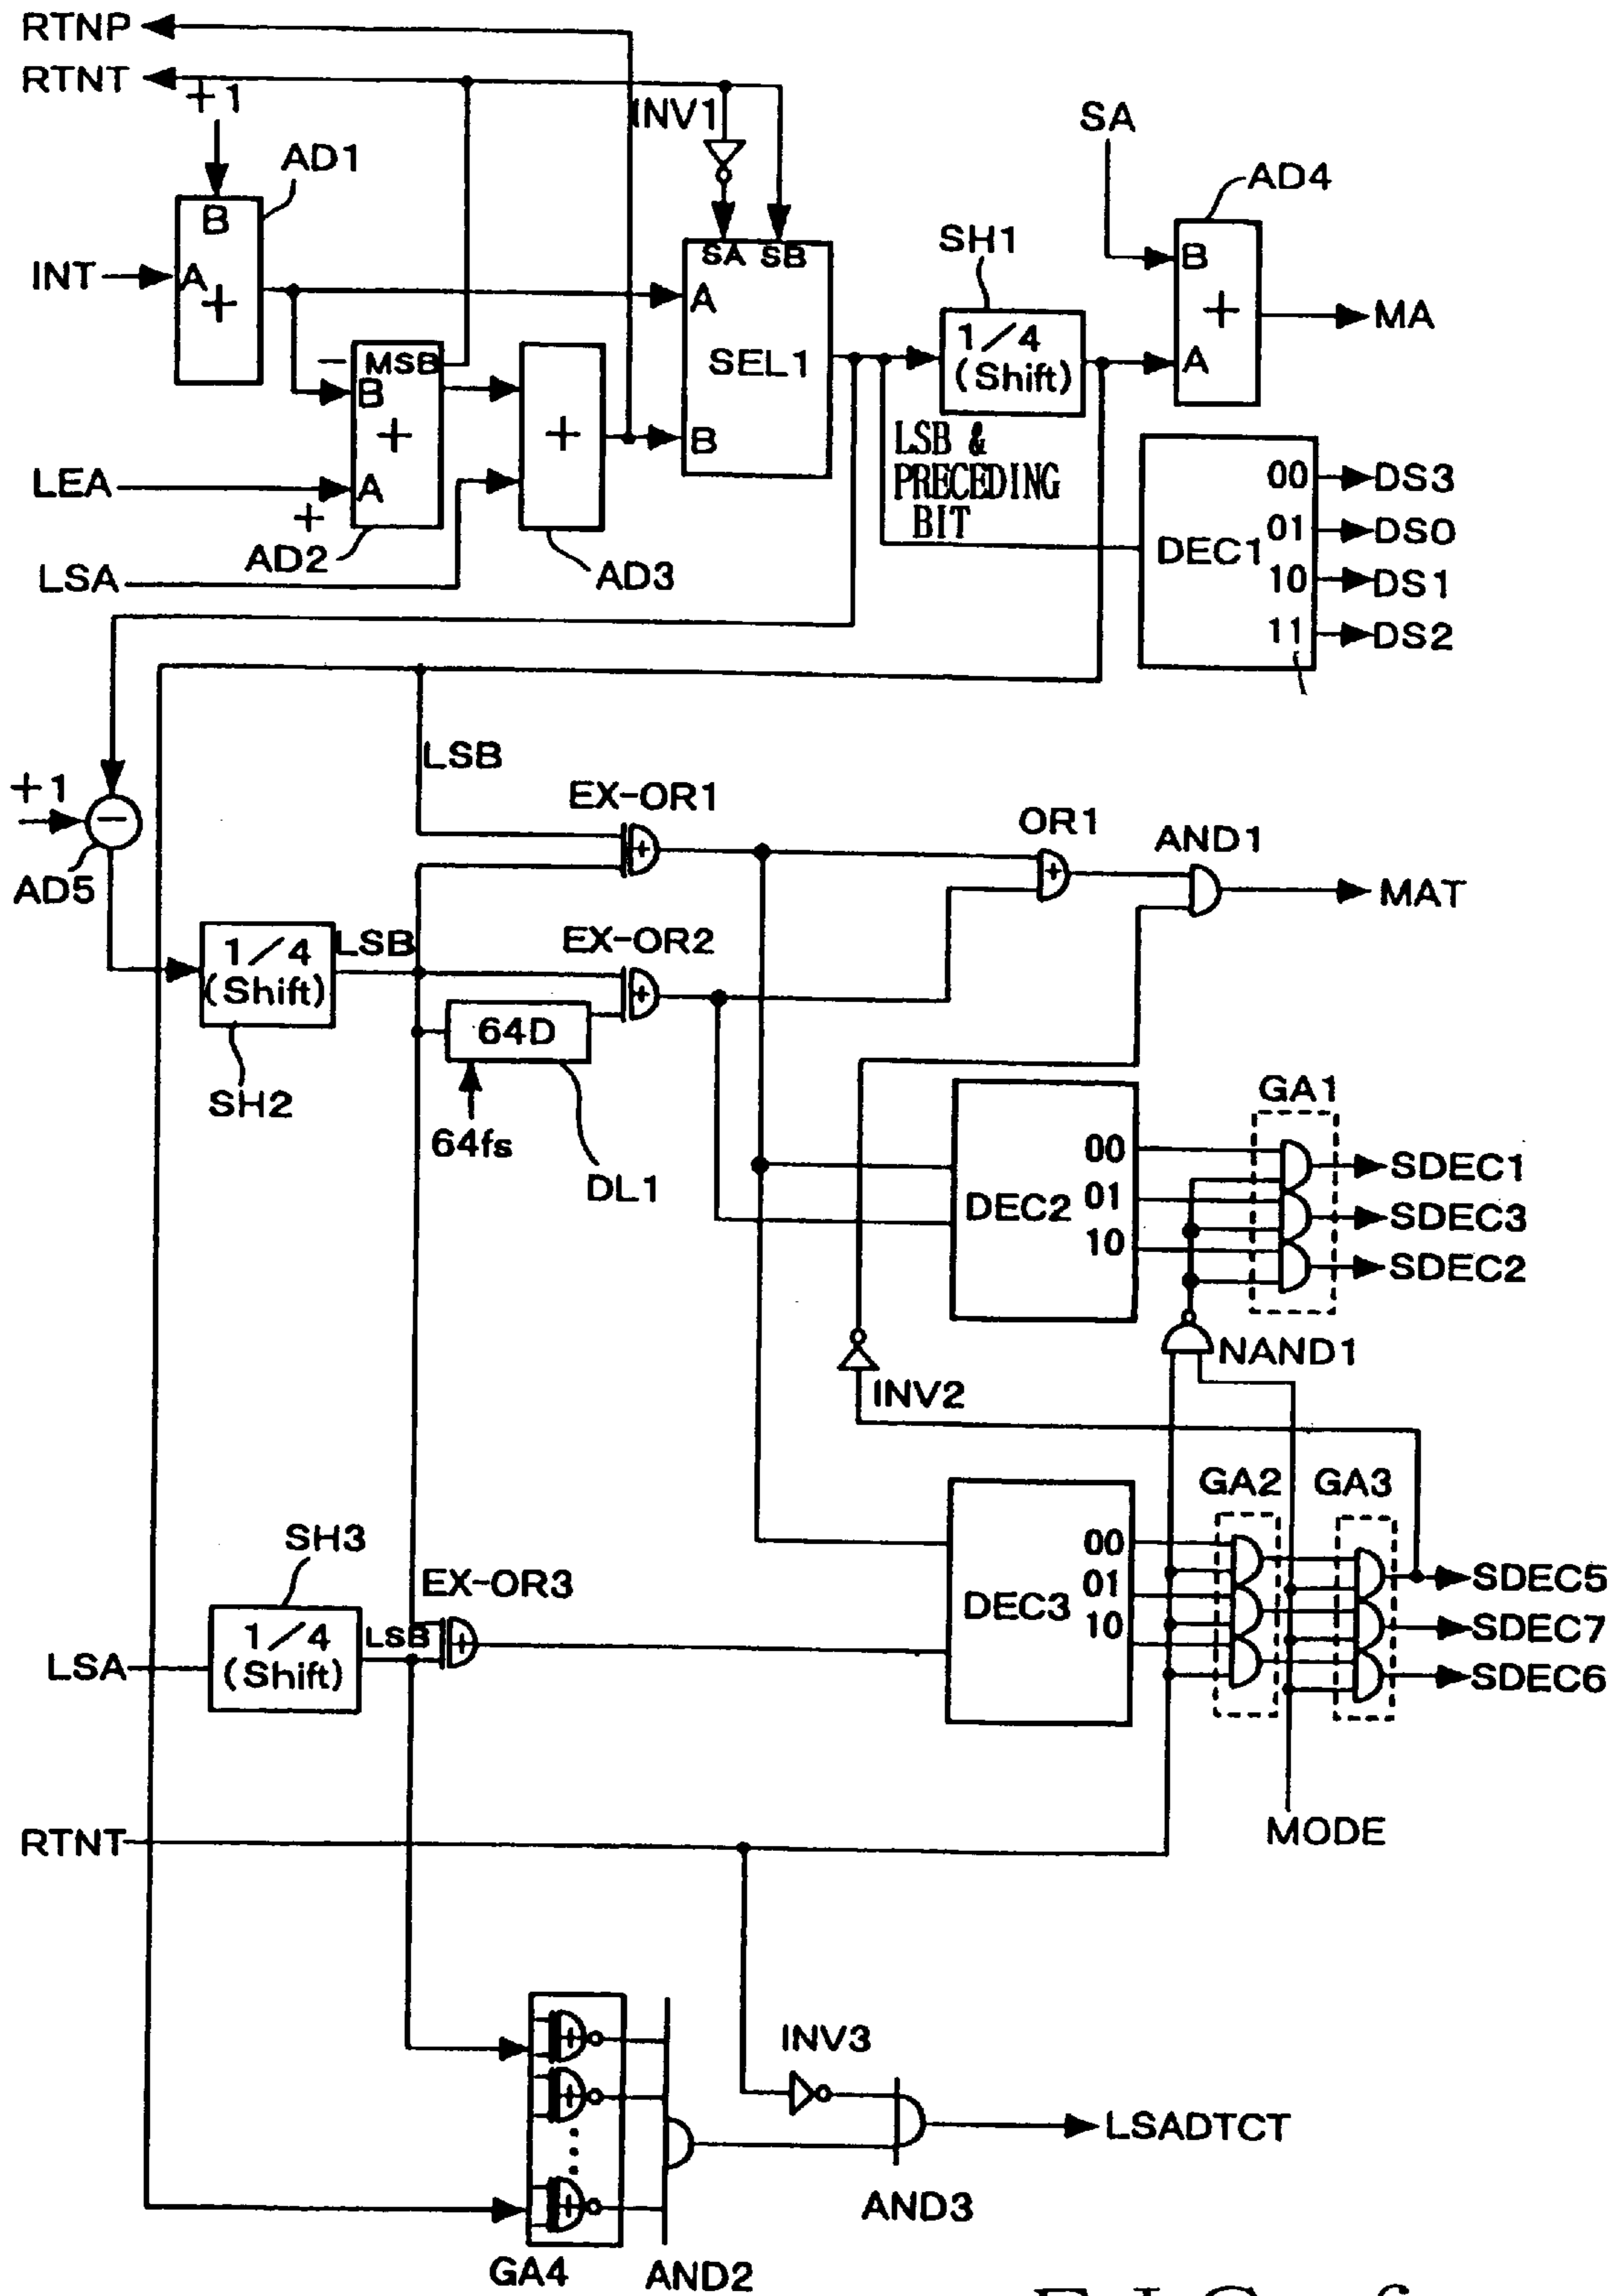 RTNP
RTNT
+1
INV1
AD1
SA
AD4
B
SA SB
SH1
B
INT
A
+
A
1/4
(Shift)
+
MA
− MSB
B
+
SEL1
A
+
B
LSB &
PRECEDING
BIT
LEA
A
+
AD2
LSA
AD3
DEC1
00
DS3
01
DS0
10
DS1
11
DS2
LSB
+1
−
AD5
EX-OR1
+
OR1
+
AND1
MAT
1/4
(Shift)
LSB
EX-OR2
+
SH2
64D
64fs
DL1
GA1
DEC2
00
SDEC1
01
SDEC3
10
SDEC2
NAND1
INV2
GA2
GA3
SH3
1/4
(Shift)
LSA
LSB
EX-OR3
+
DEC3
00
SDEC5
01
SDEC7
10
SDEC6
MODE
RTNT
+
+
+
INV3
LSADTCT
AND3
GA4
AND2